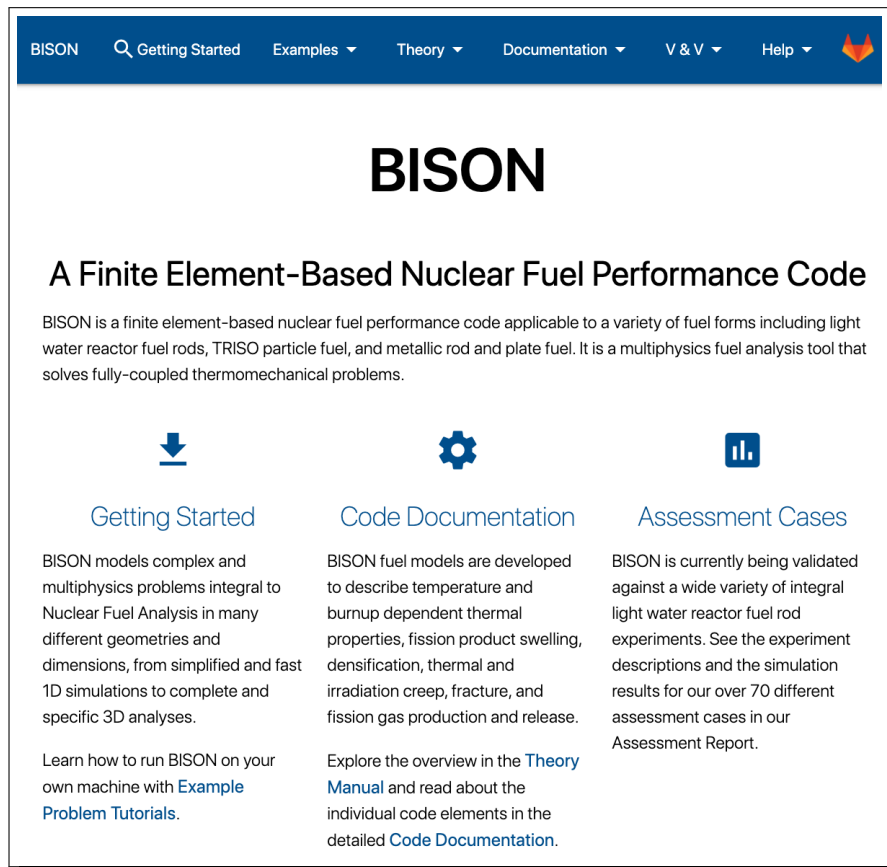 BISON Getting Started Examples Theory Documentation V & V Help
BISON
A Finite Element-Based Nuclear Fuel Performance Code
BISON is a finite element-based nuclear fuel performance code applicable to a variety of fuel forms including light
water reactor fuel rods, TRISO particle fuel, and metallic rod and plate fuel. It is a multiphysics fuel analysis tool that
solves fully-coupled thermomechanical problems.
Getting Started
BISON models complex and
multiphysics problems integral to
Nuclear Fuel Analysis in many
different geometries and
dimensions, from simplified and fast
1D simulations to complete and
specific 3D analyses.
Learn how to run BISON on your
own machine with Example
Problem Tutorials.
Code Documentation
BISON fuel models are developed
to describe temperature and
burnup dependent thermal
properties, fission product swelling,
densification, thermal and
irradiation creep, fracture, and
fission gas production and release.
Explore the overview in the Theory
Manual and read about the
individual code elements in the
detailed Code Documentation.
Assessment Cases
BISON is currently being validated
against a wide variety of integral
light water reactor fuel rod
experiments. See the experiment
descriptions and the simulation
results for our over 70 different
assessment cases in our
Assessment Report.